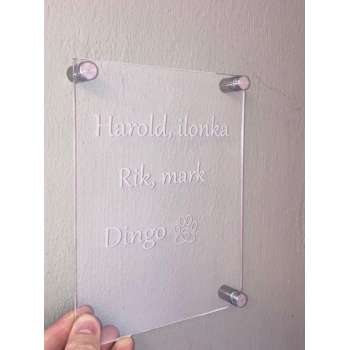 Harold, ilonka
Rik, mark
Dingo